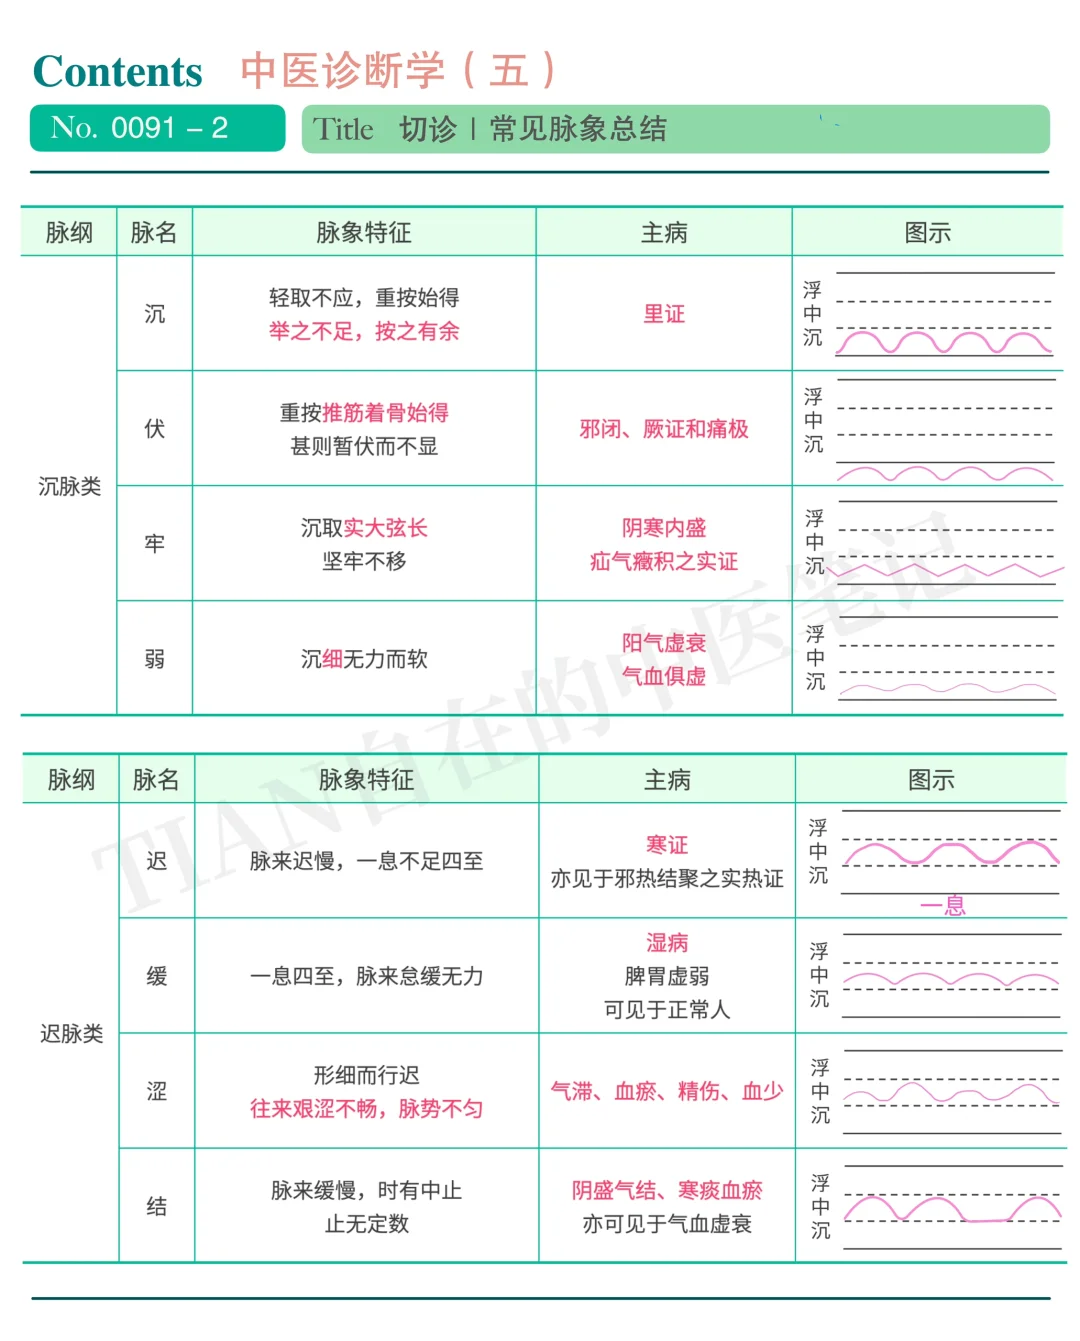 Contents 中医诊断学（五）
No. 0091 – 2
Title 切诊 | 常见脉象总结
脉纲 脉名 脉象特征 主病 图示
沉脉类
沉
轻取不应，重按始得
举之不足，按之有余
里证
浮
中
沉
伏
重按推筋着骨始得
甚则暂伏而不显
邪闭、厥证和痛极
浮
中
沉
牢
沉取实大弦长
坚牢不移
阴寒内盛
疝气癥积之实证
浮
中
沉
弱
沉细无力而软
阳气虚衰
气血俱虚
浮
中
沉
脉纲 脉名 脉象特征 主病 图示
迟脉类
迟
脉来迟慢，一息不足四至
寒证
亦见于邪热结聚之实热证
浮
中
沉
一息
缓
一息四至，脉来怠缓无力
湿病
脾胃虚弱
可见于正常人
浮
中
沉
涩
形细而行迟
往来艰涩不畅，脉势不匀
气滞、血瘀、精伤、血少
浮
中
沉
结
脉来缓慢，时有中止
止无定数
阴盛气结、寒痰血瘀
亦可见于气血虚衰
浮
中
沉
TIAN自在的中医笔记